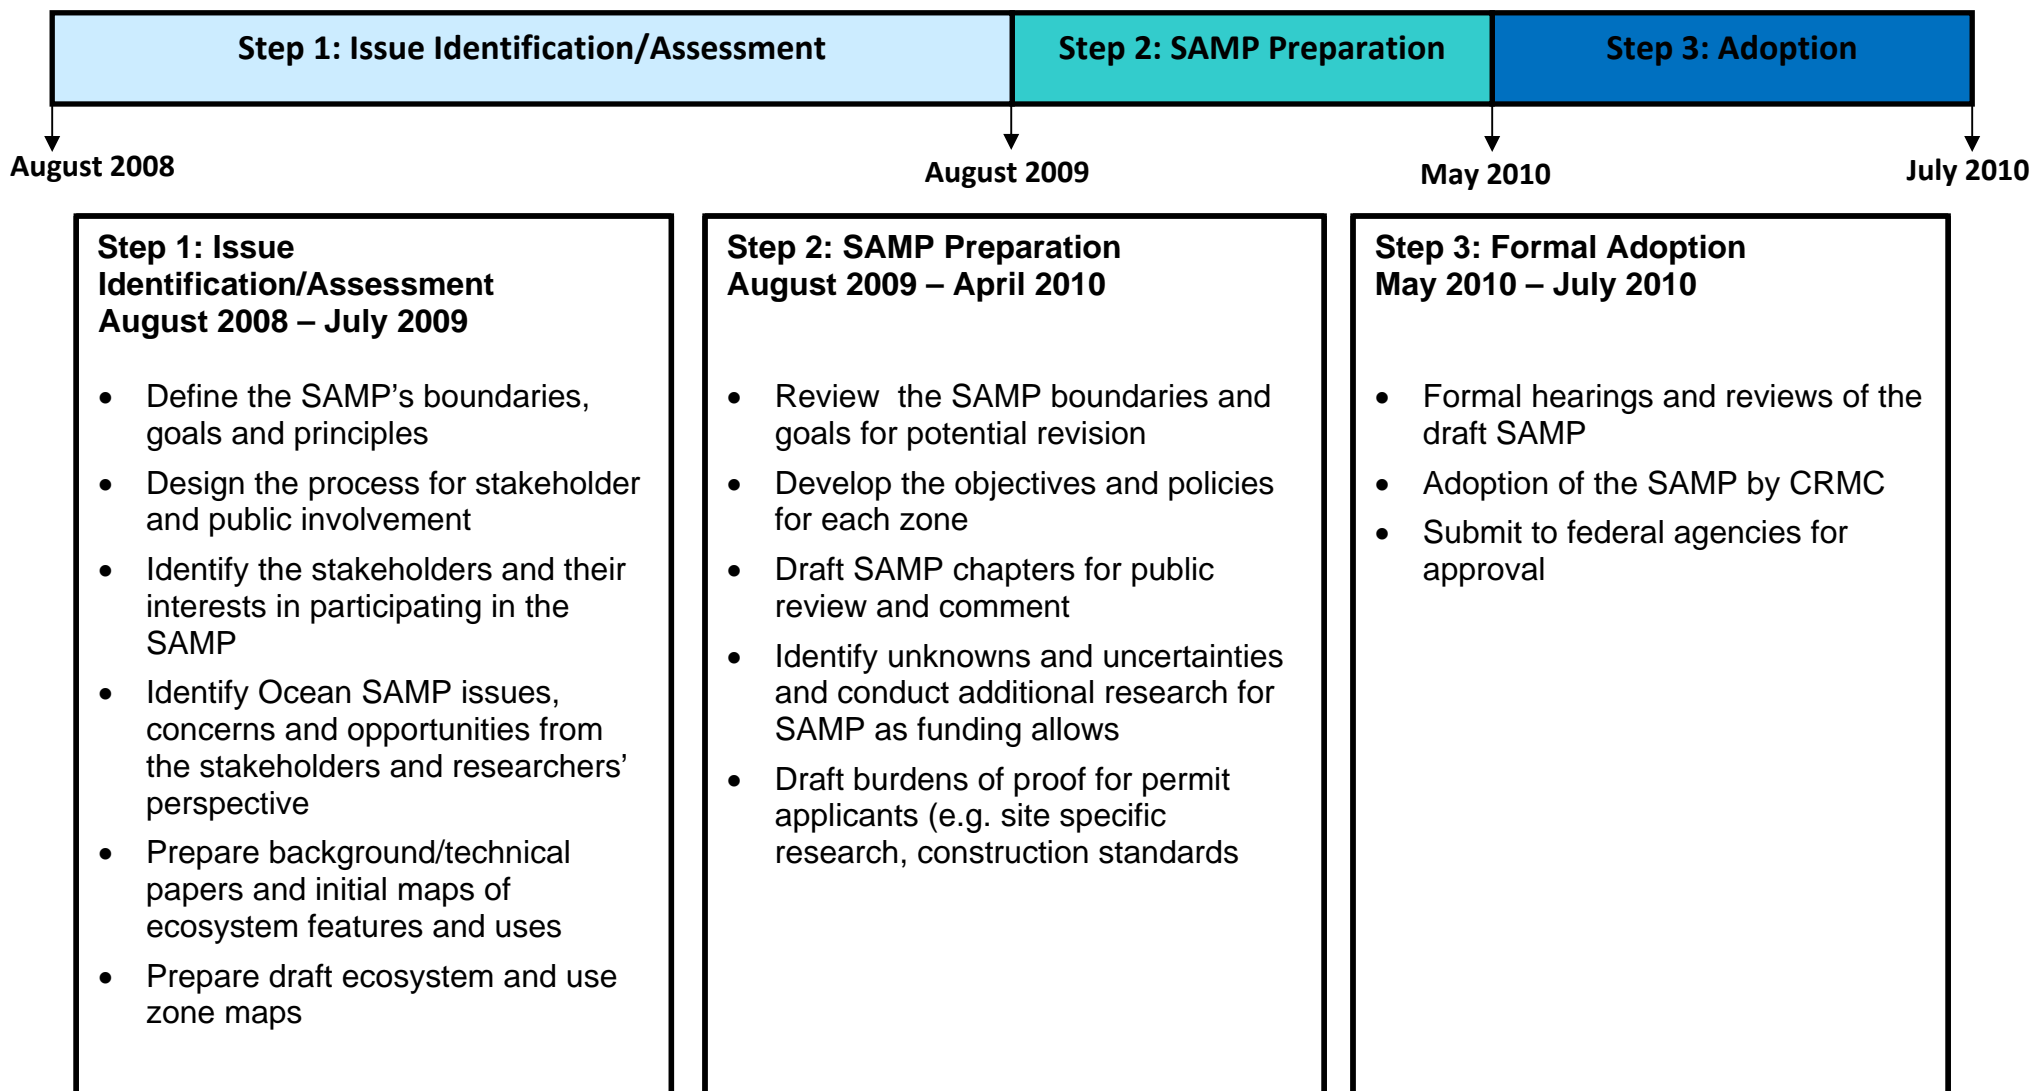 Step 1: Issue Identification/Assessment
Step 2: SAMP Preparation
Step 3: Adoption
August 2008
August 2009
May 2010
July 2010
Step 1: Issue
Identification/Assessment
August 2008 – July 2009
• Define the SAMP’s boundaries,
goals and principles
• Design the process for stakeholder
and public involvement
• Identify the stakeholders and their
interests in participating in the
SAMP
• Identify Ocean SAMP issues,
concerns and opportunities from
the stakeholders and researchers’
perspective
• Prepare background/technical
papers and initial maps of
ecosystem features and uses
• Prepare draft ecosystem and use
zone maps
Step 2: SAMP Preparation
August 2009 – April 2010
• Review  the SAMP boundaries and
goals for potential revision
• Develop the objectives and policies
for each zone
• Draft SAMP chapters for public
review and comment
• Identify unknowns and uncertainties
and conduct additional research for
SAMP as funding allows
• Draft burdens of proof for permit
applicants (e.g. site specific
research, construction standards
Step 3: Formal Adoption
May 2010 – July 2010
• Formal hearings and reviews of the
draft SAMP
• Adoption of the SAMP by CRMC
• Submit to federal agencies for
approval